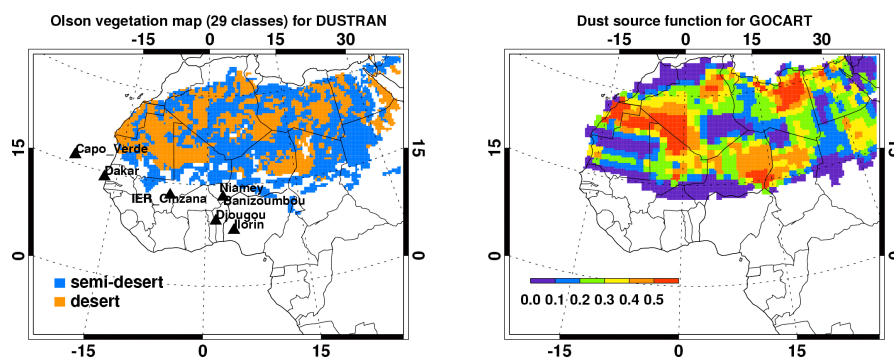 Olson vegetation map (29 classes) for DUSTRAN
-15 0 15 30
15
15
0
0
Capo_Verde
Dakar
IER_Cinzana
Niamey
Banizoumbou
Djougou
Ilorin
semi-desert
desert
-15 0 15
Dust source function for GOCART
-15 0 15 30
15
15
0
0
0.0 0.1 0.2 0.3 0.4 0.5
-15 0 15